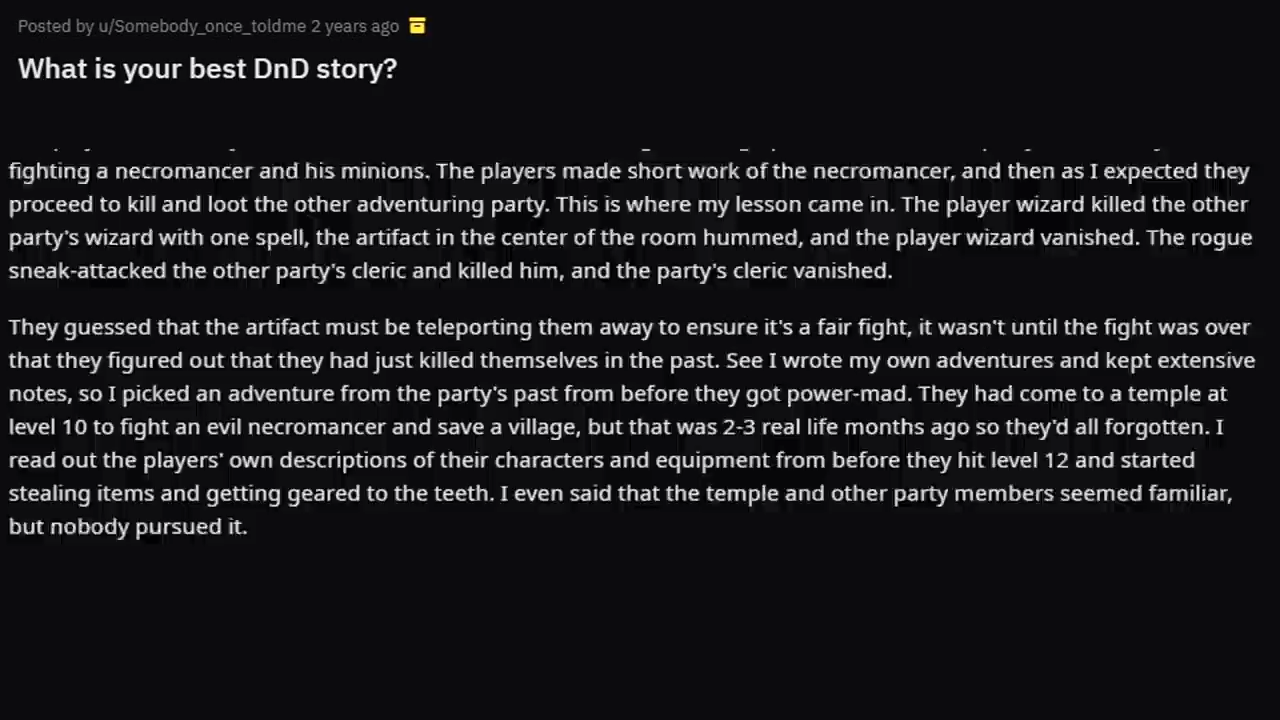 Posted by u/Somebody_once_toldme 2 years ago
What is your best DnD story?
fighting a necromancer and his minions. The players made short work of the necromancer, and then as I expected they
proceed to kill and loot the other adventuring party. This is where my lesson came in. The player wizard killed the other
party's wizard with one spell, the artifact in the center of the room hummed, and the player wizard vanished. The rogue
sneak-attacked the other party's cleric and killed him, and the party's cleric vanished.
They guessed that the artifact must be teleporting them away to ensure it's a fair fight, it wasn't until the fight was over
that they figured out that they had just killed themselves in the past. See I wrote my own adventures and kept extensive
notes, so I picked an adventure from the party's past from before they got power-mad. They had come to a temple at
level 10 to fight an evil necromancer and save a village, but that was 2-3 real life months ago so they'd all forgotten. I
read out the players' own descriptions of their characters and equipment from before they hit level 12 and started
stealing items and getting geared to the teeth. I even said that the temple and other party members seemed familiar,
but nobody pursued it.